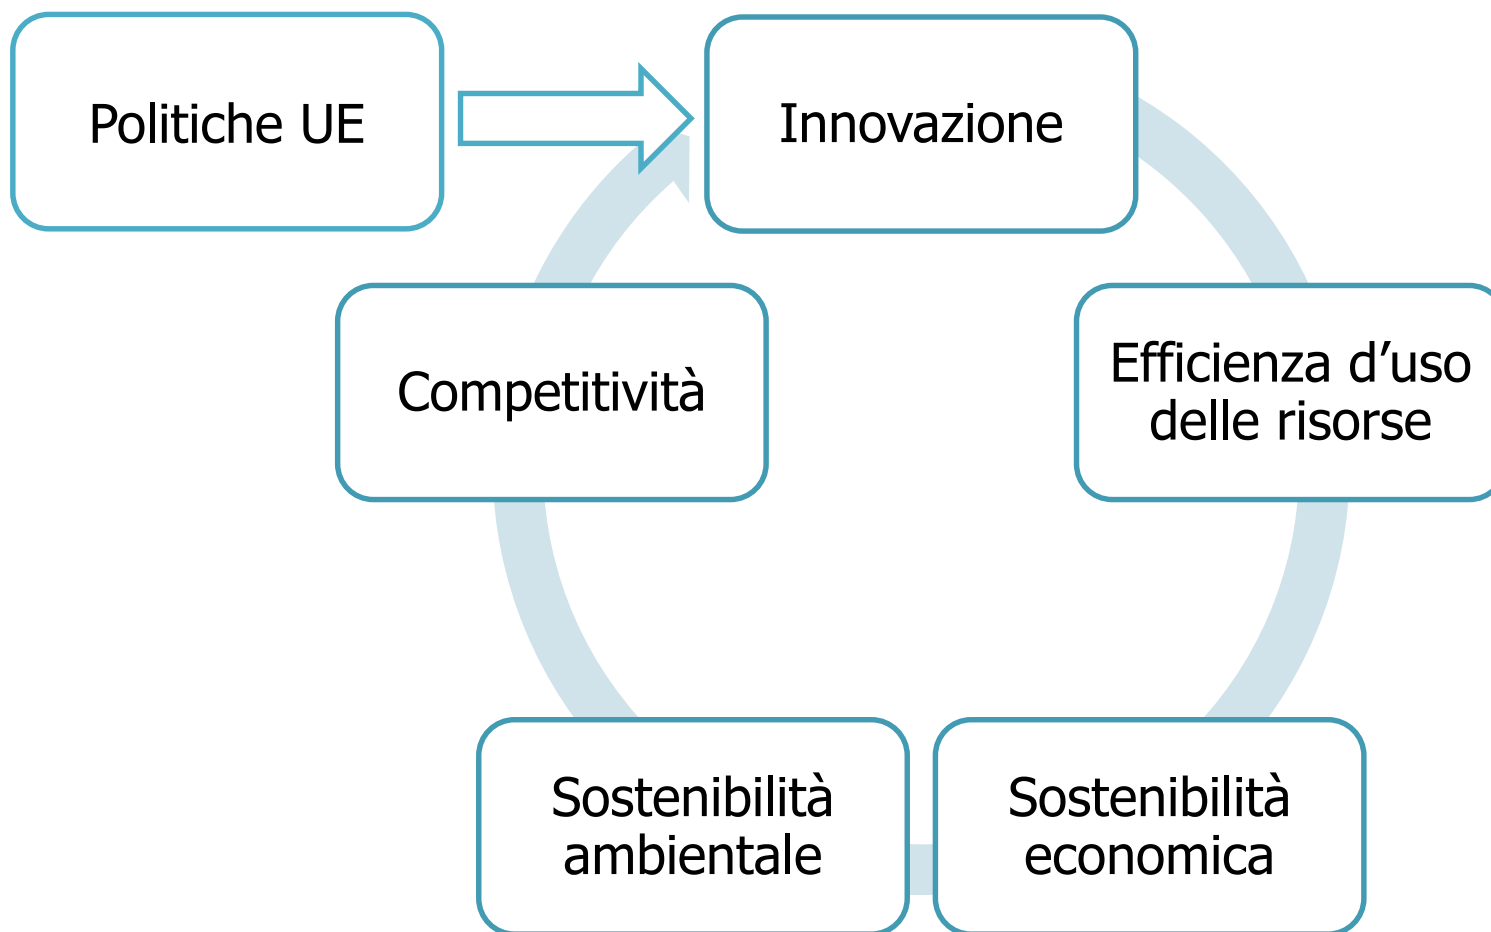 Politiche UE
Innovazione
Competitività
Efficienza d’uso
delle risorse
Sostenibilità
ambientale
Sostenibilità
economica